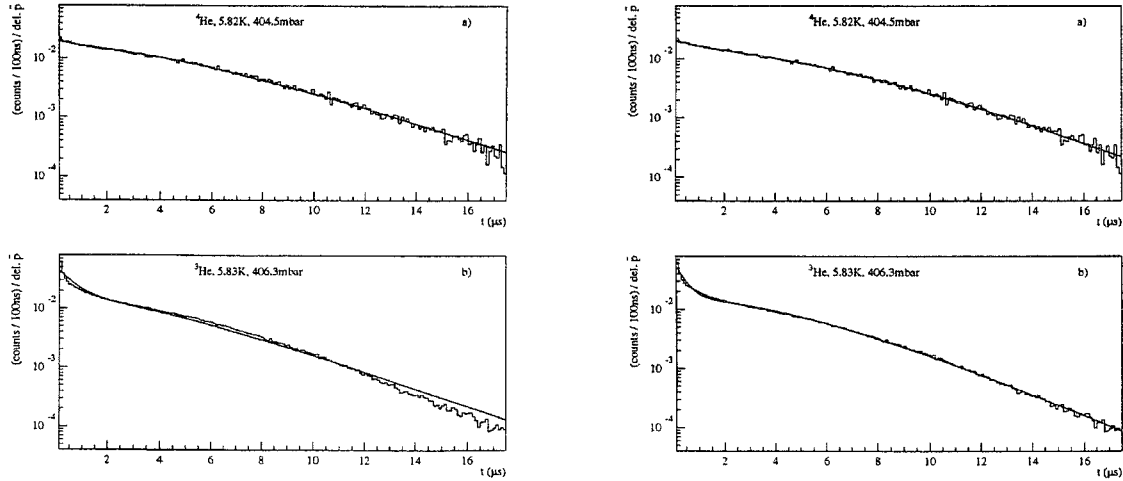 ⁴He, 5.82K, 404.5mbar
a)
(counts / 100ns) / del. p̄
10⁻²
10⁻³
10⁻⁴
2 4 6 8 10 12 14 16
t (μs)
³He, 5.83K, 406.3mbar
b)
(counts / 100ns) / del. p̄
10⁻²
10⁻³
10⁻⁴
2 4 6 8 10 12 14 16
t (μs)
⁴He, 5.82K, 404.5mbar
a)
(counts / 100ns) / del. p̄
10⁻²
10⁻³
10⁻⁴
2 4 6 8 10 12 14 16
t (μs)
³He, 5.83K, 406.3mbar
b)
(counts / 100ns) / del. p̄
10⁻²
10⁻³
10⁻⁴
2 4 6 8 10 12 14 16
t (μs)